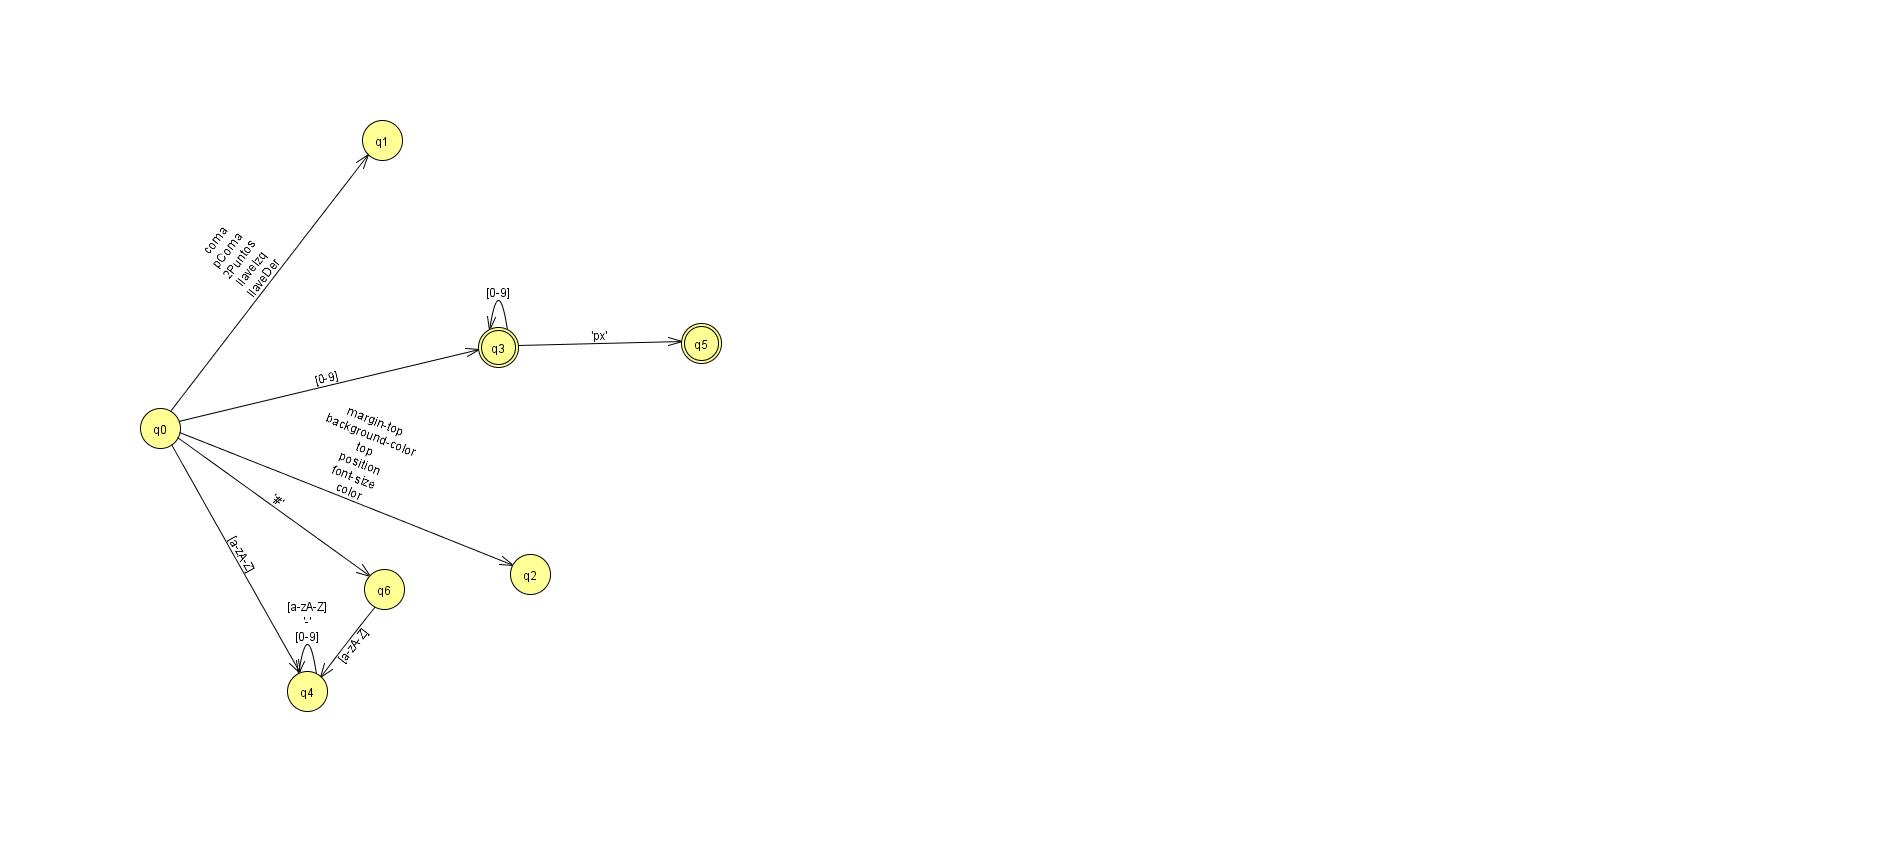 q1
coma
pComa
2Puntos
llaveIzq
llaveDer
[0-9]
q3
'px'
q5
[0-9]
q0
margin-top
background-color
top
position
font-size
color
'#'
[a-zA-Z]
q2
q6
[a-zA-Z]
'-'
[0-9]
[a-zA-Z]
q4